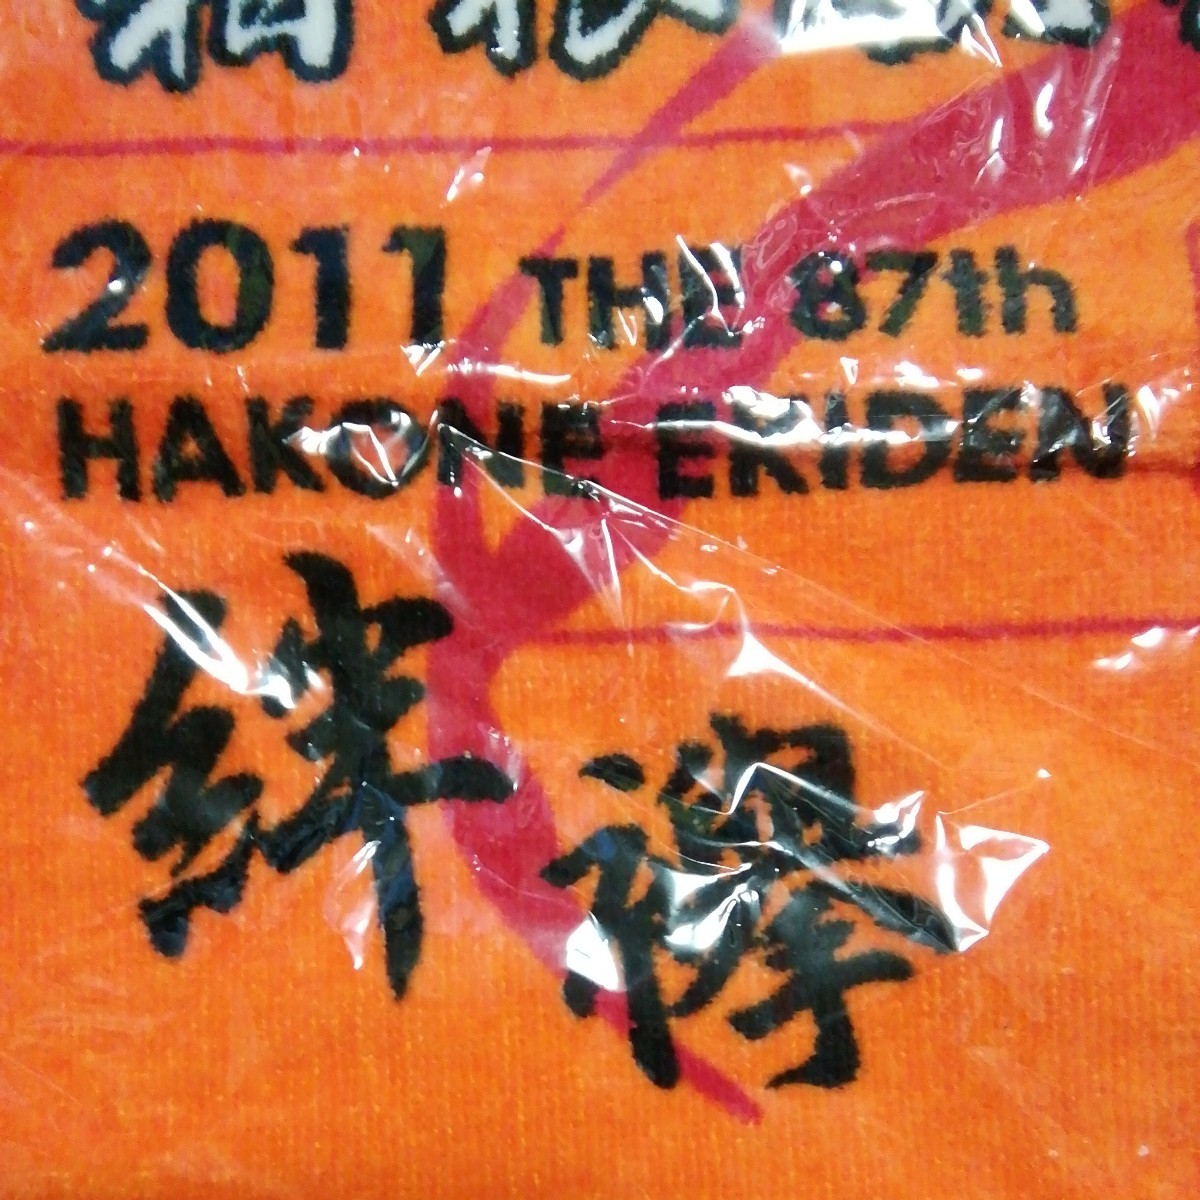 2011 THE 87th
HAKONE EKIDEN
絆 襷